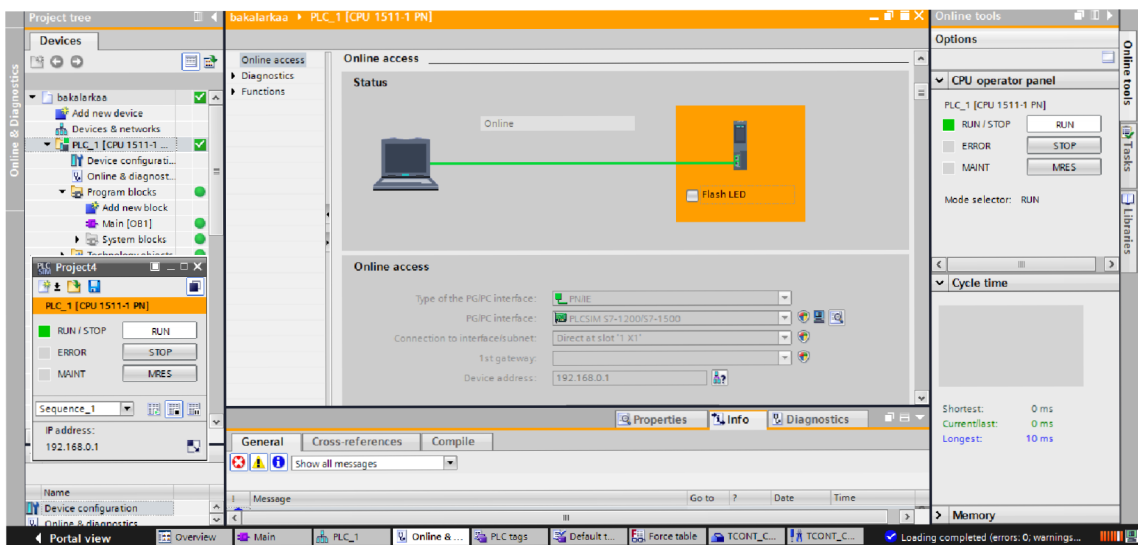 Project tree
bakalarkaa ▸ PLC_1 [CPU 1511-1 PN]
Online tools
Devices
Options
Online & Diagnostics
bakalarkaa
Add new device
Devices & networks
PLC_1 [CPU 1511-1 ...
Device configurati...
Online & diagnost...
Program blocks
Add new block
Main [OB1]
System blocks
Technology objects
Online access
Diagnostics
Functions
Online access
Status
Online
Flash LED
Online access
Type of the PG/PC interface: PN/IE
PG/PC interface: PLCSIM S7-1200/S7-1500
Connection to interface/subnet: Direct at slot '1 X1'
1st gateway:
Device address: 192.168.0.1
CPU operator panel
PLC_1 [CPU 1511-1 PN]
RUN / STOP RUN
ERROR STOP
MAINT MRES
Mode selector: RUN
Cycle time
Shortest: 0 ms
Current/last: 0 ms
Longest: 10 ms
Memory
Online tools
Tasks
Libraries
Project4
PLC_1 [CPU 1511-1 PN]
RUN / STOP RUN
ERROR STOP
MAINT MRES
Sequence_1
IP address:
192.168.0.1
Name
Device configuration
Online & diagnostics
Properties Info Diagnostics
General Cross-references Compile
Show all messages
! Message Go to ? Date Time
Portal view Overview Main PLC_1 Online & ... PLC tags Default t... Force table TCONT_C... TCONT_C... Loading completed (errors: 0; warnings...